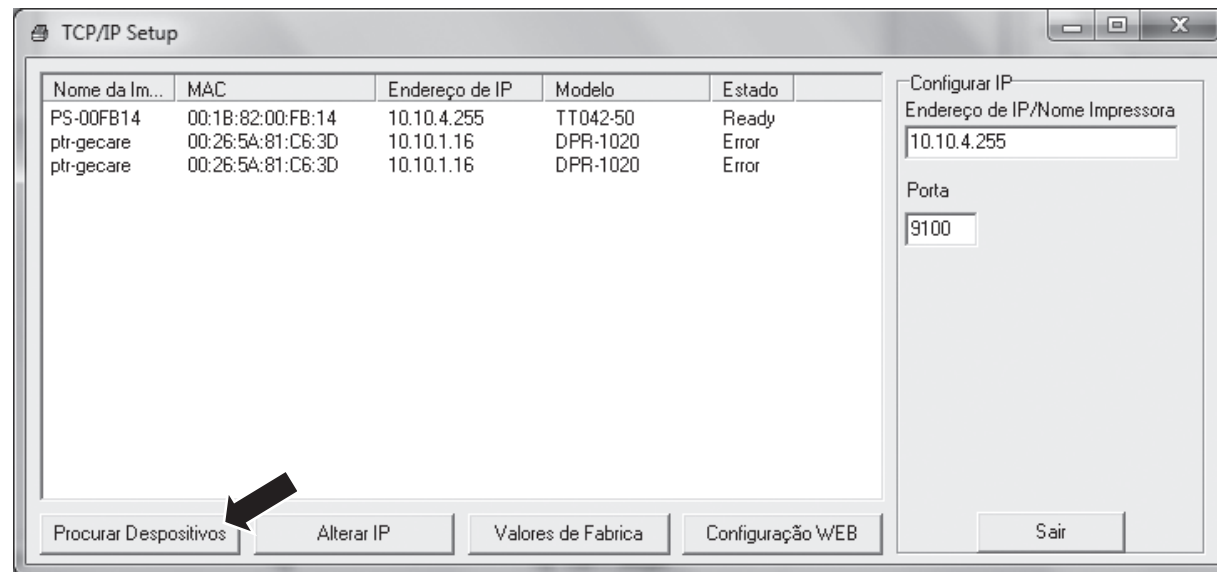 TCP/IP Setup
Nome da Im... MAC Endereço de IP Modelo Estado
PS-00FB14 00:1B:82:00:FB:14 10.10.4.255 TT042-50 Ready
ptr-gecare 00:26:5A:81:C6:3D 10.10.1.16 DPR-1020 Error
ptr-gecare 00:26:5A:81:C6:3D 10.10.1.16 DPR-1020 Error
Configurar IP
Endereço de IP/Nome Impressora
10.10.4.255
Porta
9100
Procurar Despositivos Alterar IP Valores de Fabrica Configuração WEB Sair